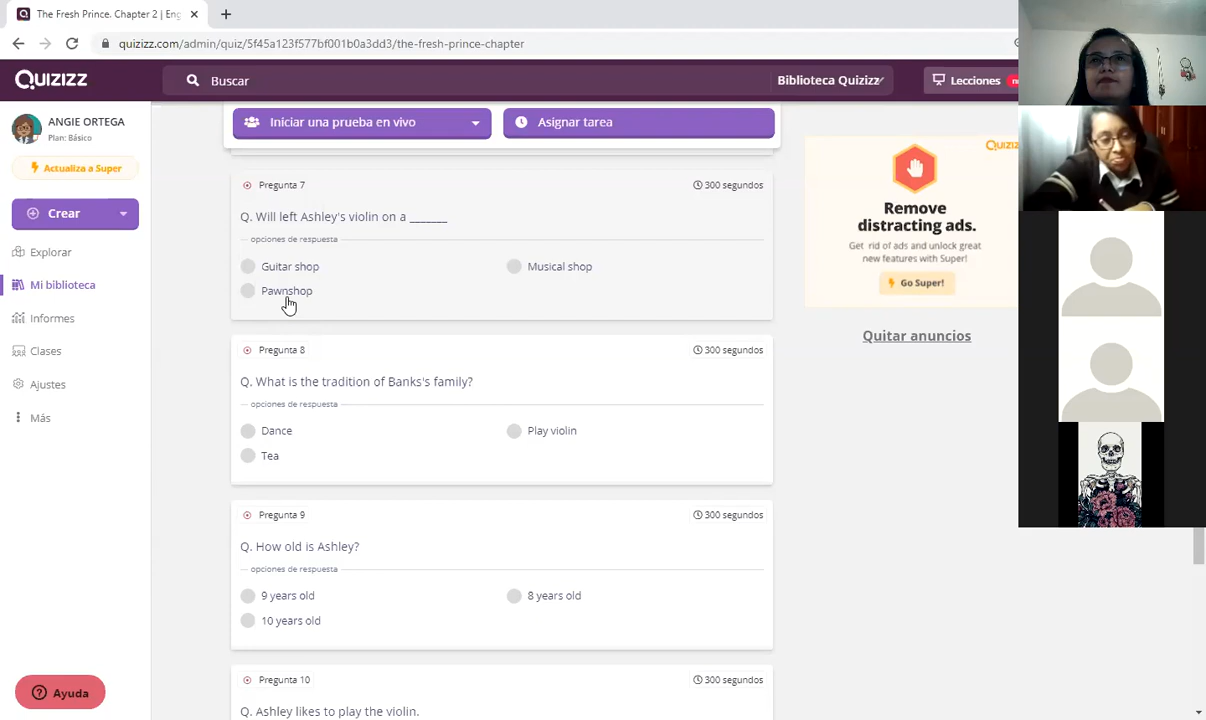 The Fresh Prince. Chapter 2 | Eng
quizizz.com/admin/quiz/5f45a123f577bf001b0a3dd3/the-fresh-prince-chapter
QUIZIZZ
Buscar
Biblioteca Quizizz
Lecciones
ANGIE ORTEGA
Plan: Básico
Actualiza a Super
Crear
Explorar
Mi biblioteca
Informes
Clases
Ajustes
Más
Ayuda
Iniciar una prueba en vivo
Asignar tarea
Pregunta 7
300 segundos
Q. Will left Ashley's violin on a _______
opciones de respuesta
Guitar shop
Musical shop
Pawnshop
Pregunta 8
300 segundos
Q. What is the tradition of Banks's family?
opciones de respuesta
Dance
Play violin
Tea
Pregunta 9
300 segundos
Q. How old is Ashley?
opciones de respuesta
9 years old
8 years old
10 years old
Pregunta 10
300 segundos
Q. Ashley likes to play the violin.
Remove
distracting ads.
Get rid of ads and unlock great
new features with Super!
Go Super!
Quitar anuncios